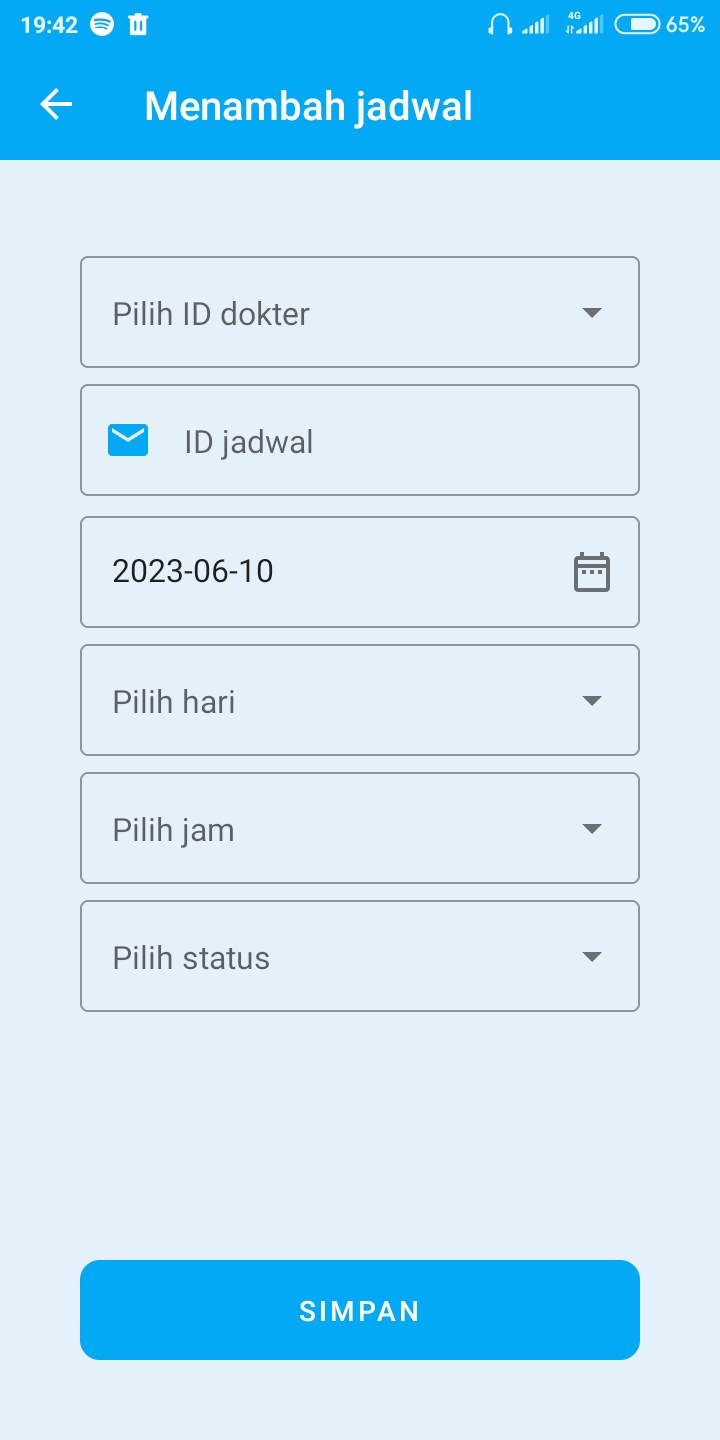 19:42
4G
65%
Menambah jadwal
Pilih ID dokter
ID jadwal
2023-06-10
Pilih hari
Pilih jam
Pilih status
SIMPAN